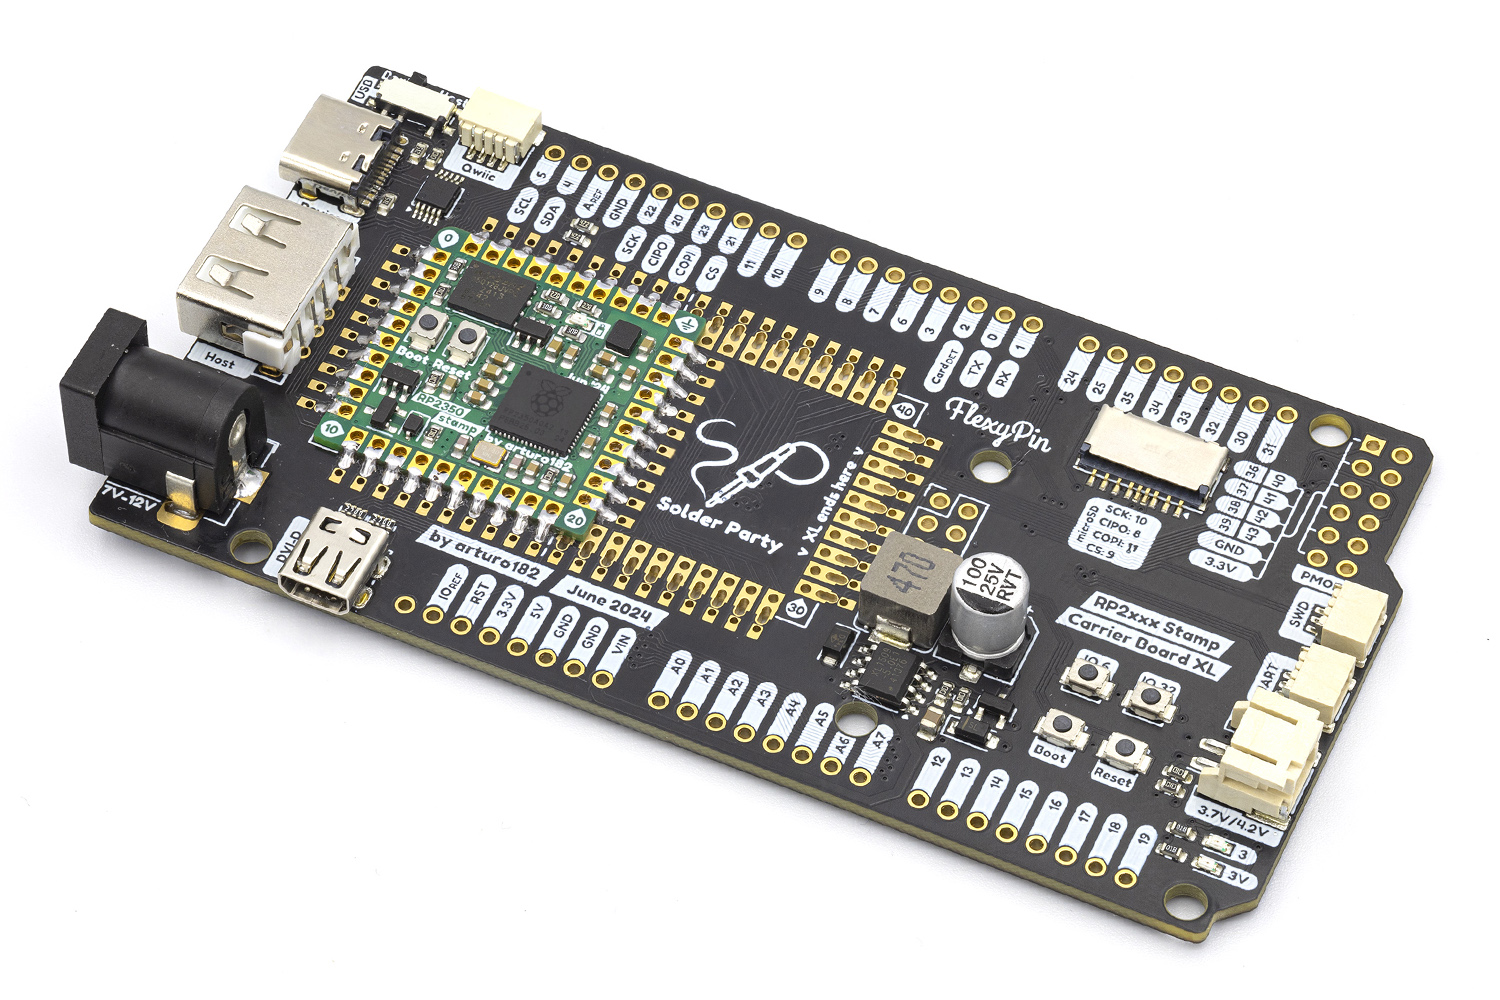 USB
Qwiic
5
4
AREF
GND
22
20
23
21
11
10
SCL
SDA
SCK
CIPO
COPI
CS
9
8
7
6
3
2
0
1
CardDET
TX
RX
24
25
35
34
33
32
30
31
Host
7V-12V
DVI-D
0
Boot
Reset
RP2350
stamp XL
by arturo182
10
20
by arturo182
June 2024
Solder Party
v XL ends here v
40
30
FlexyPin
microSD
SCK: 10
CIPO: 8
COPI: 11
CS: 9
36
37
38
39
40
41
42
43
GND
3.3V
PMOD
SWD
UART
470
100
25V
RVT
RP2xxx Stamp
Carrier Board XL
Boot
Reset
IOREF
RST
3.3V
5V
GND
GND
VIN
A0
A1
A2
A3
A4
A5
A6
A7
12
13
14
15
16
17
18
19
3.7V/4.2V
3
3V